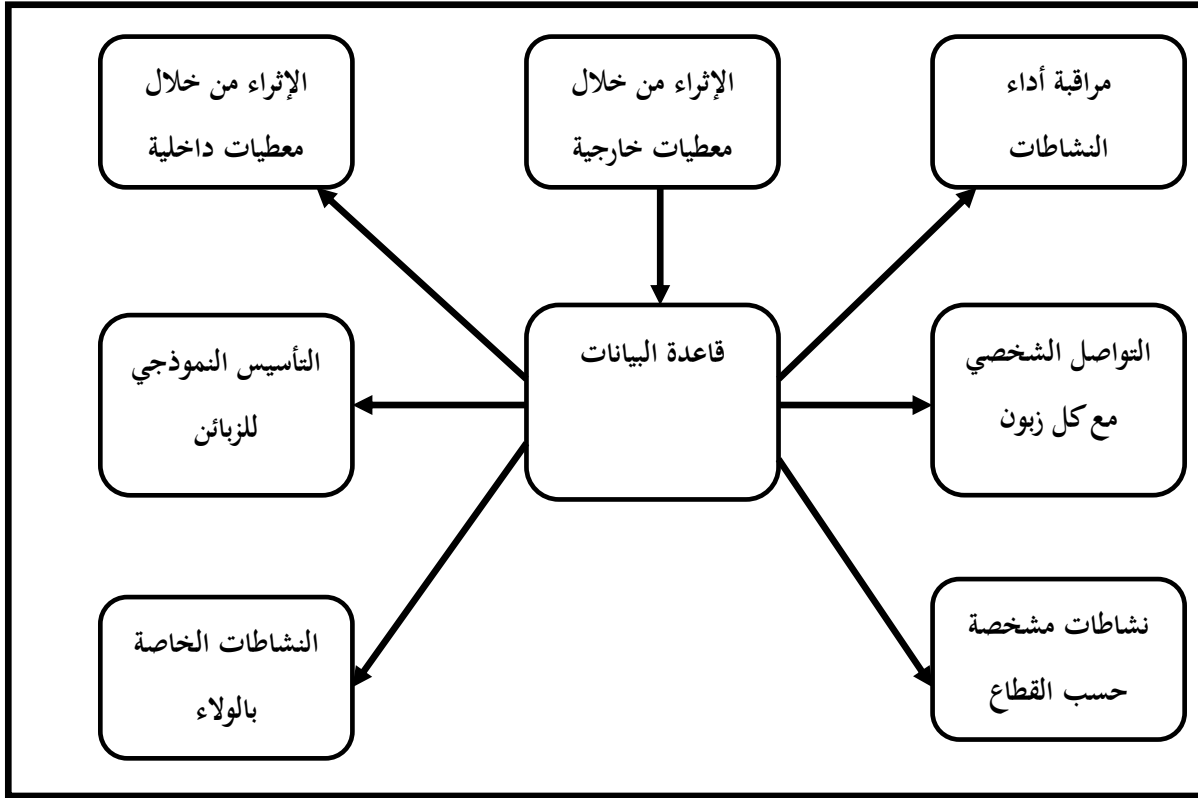 مراقبة أداء
النشاطات
الإثراء من خلال
معطيات خارجية
الإثراء من خلال
معطيات داخلية
التواصل الشخصي
مع كل زبون
قاعدة البيانات
التأسيس النموذجي
للزبائن
نشاطات مشخصة
حسب القطاع
النشاطات الخاصة
بالولاء